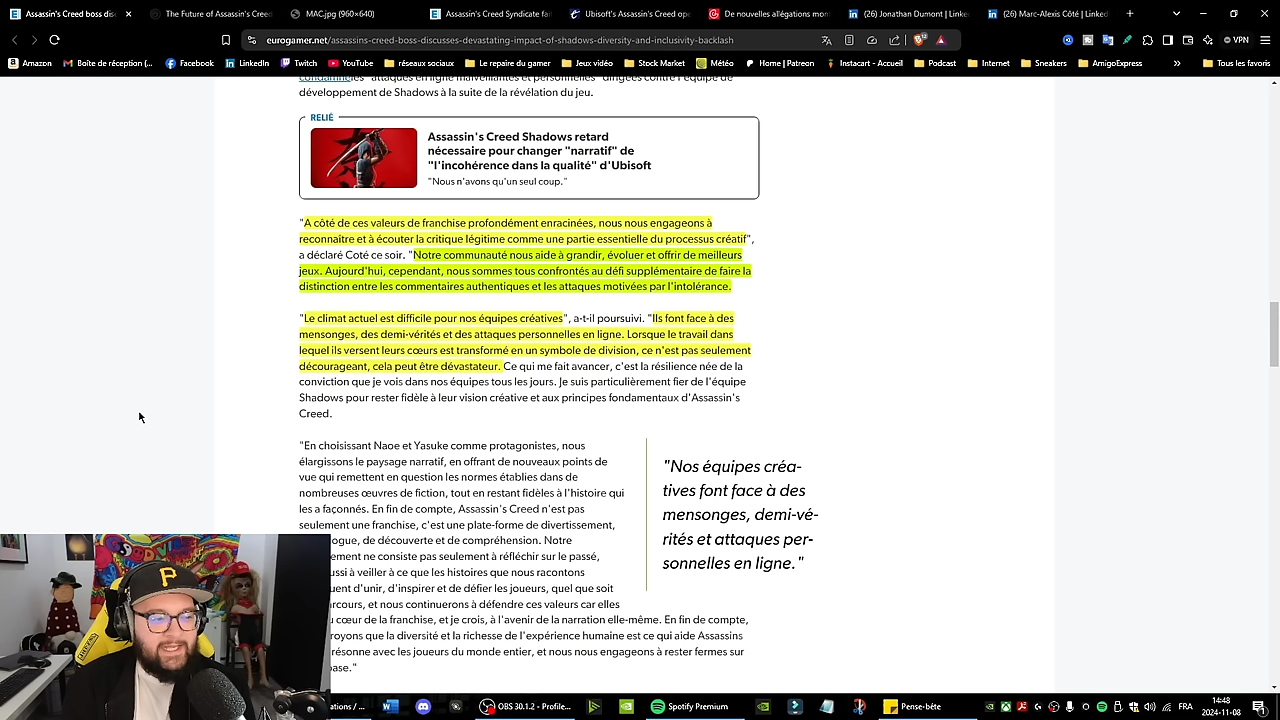 Assassin's Creed boss dis
The Future of Assassin's Creed
MAC.jpg (960×640)
Assassin's Creed Syndicate fai
Ubisoft's Assassin's Creed ope
De nouvelles allégations mon
(26) Jonathan Dumont | Linke
(26) Marc-Alexis Côté | Linked
eurogamer.net/assassins-creed-boss-discusses-devastating-impact-of-shadows-diversity-and-inclusivity-backlash
VPN
Amazon
Boîte de réception (...
Facebook
LinkedIn
Twitch
YouTube
réseaux sociaux
Le repaire du gamer
Jeux vidéo
Stock Market
Météo
Home | Patreon
Instacart - Accueil
Podcast
Internet
Sneakers
AmigoExpress
Tous les favoris
condamné les "attaques en ligne malveillantes et personnelles" dirigées contre l'équipe de
développement de Shadows à la suite de la révélation du jeu.
RELIÉ
Assassin's Creed Shadows retard
nécessaire pour changer "narratif" de
"l'incohérence dans la qualité" d'Ubisoft
"Nous n'avons qu'un seul coup."
"A côté de ces valeurs de franchise profondément enracinées, nous nous engageons à
reconnaître et à écouter la critique légitime comme une partie essentielle du processus créatif",
a déclaré Coté ce soir. "Notre communauté nous aide à grandir, évoluer et offrir de meilleurs
jeux. Aujourd'hui, cependant, nous sommes tous confrontés au défi supplémentaire de faire la
distinction entre les commentaires authentiques et les attaques motivées par l'intolérance.
"Le climat actuel est difficile pour nos équipes créatives", a-t-il poursuivi. "Ils font face à des
mensonges, des demi-vérités et des attaques personnelles en ligne. Lorsque le travail dans
lequel ils versent leurs cœurs est transformé en un symbole de division, ce n'est pas seulement
décourageant, cela peut être dévastateur. Ce qui me fait avancer, c'est la résilience née de la
conviction que je vois dans nos équipes tous les jours. Je suis particulièrement fier de l'équipe
Shadows pour rester fidèle à leur vision créative et aux principes fondamentaux d'Assassin's
Creed.
"En choisissant Naoe et Yasuke comme protagonistes, nous
élargissons le paysage narratif, en offrant de nouveaux points de
vue qui remettent en question les normes établies dans de
nombreuses œuvres de fiction, tout en restant fidèles à l'histoire qui
les a façonnés. En fin de compte, Assassin's Creed n'est pas
seulement une franchise, c'est une plate-forme de divertissement,
ogue, de découverte et de compréhension. Notre
ement ne consiste pas seulement à réfléchir sur le passé,
ussi à veiller à ce que les histoires que nous racontons
uent d'unir, d'inspirer et de défier les joueurs, quel que soit
arcours, et nous continuerons à défendre ces valeurs car elles
u cœur de la franchise, et je crois, à l'avenir de la narration elle-même. En fin de compte,
royons que la diversité et la richesse de l'expérience humaine est ce qui aide Assassins
résonne avec les joueurs du monde entier, et nous nous engageons à rester fermes sur
base."
"Nos équipes créa-
tives font face à des
mensonges, demi-vé-
rités et attaques per-
sonnelles en ligne."
P
ations / ...
OBS 30.1.2 - Profile...
Spotify Premium
Pense-bête
FRA
14:48
2024-11-08